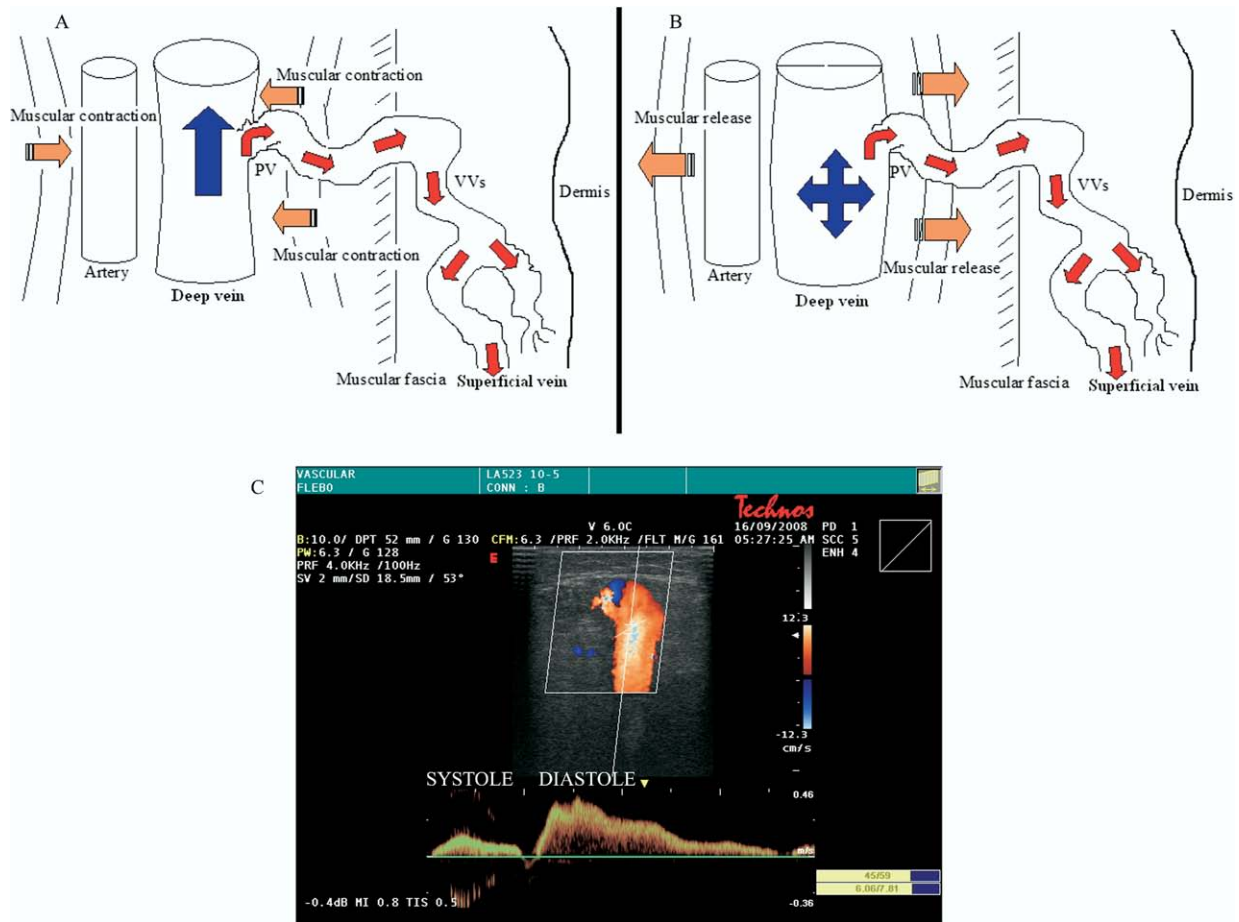 A
Muscular contraction
Muscular contraction
PV
VVs
Dermis
Muscular contraction
Artery
Deep vein
Muscular fascia
Superficial vein
B
Muscular release
PV
VVs
Dermis
Muscular release
Artery
Deep vein
Muscular fascia
Superficial vein
C
VASCULAR
FLEBO
LA523 10-5
CONN : B
Technos
V 6.0C
16/09/2008
05:27:25 AM
PD 1
SCC 5
ENH 4
B:10.0/ DPT 52 mm / G 130
CFM:6.3 /PRF 2.0KHz /FLT M/G 161
PW:6.3 / G 128
PRF 4.0KHz /100Hz
SV 2 mm/SD 18.5mm / 53°
E
12.3
-12.3
cm/s
SYSTOLE DIASTOLE
0.46
m/s
-0.36
45/59
6.06/7.81
-0.4dB MI 0.8 TIS 0.5